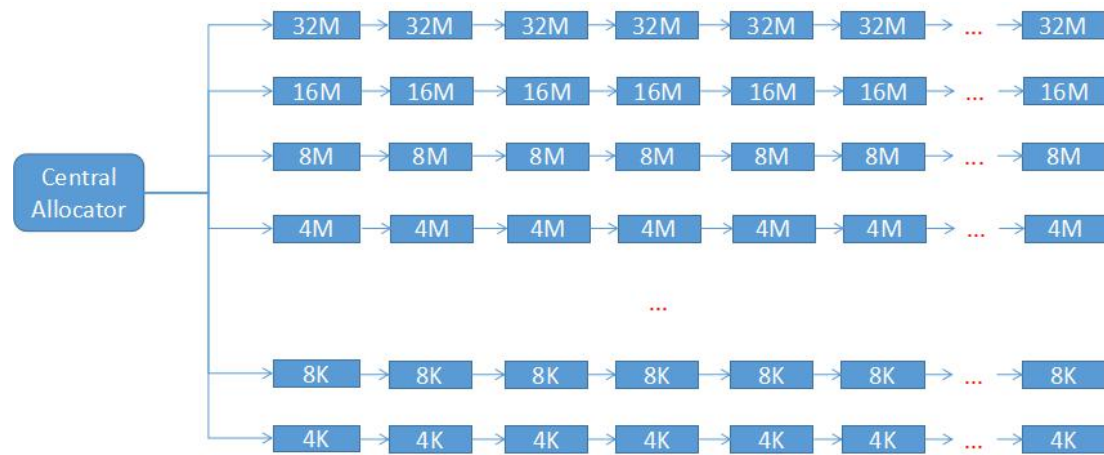 32M 32M 32M 32M 32M 32M ... 32M
16M 16M 16M 16M 16M 16M ... 16M
8M 8M 8M 8M 8M 8M ... 8M
Central
Allocator
4M 4M 4M 4M 4M 4M ... 4M
...
8K 8K 8K 8K 8K 8K ... 8K
4K 4K 4K 4K 4K 4K ... 4K